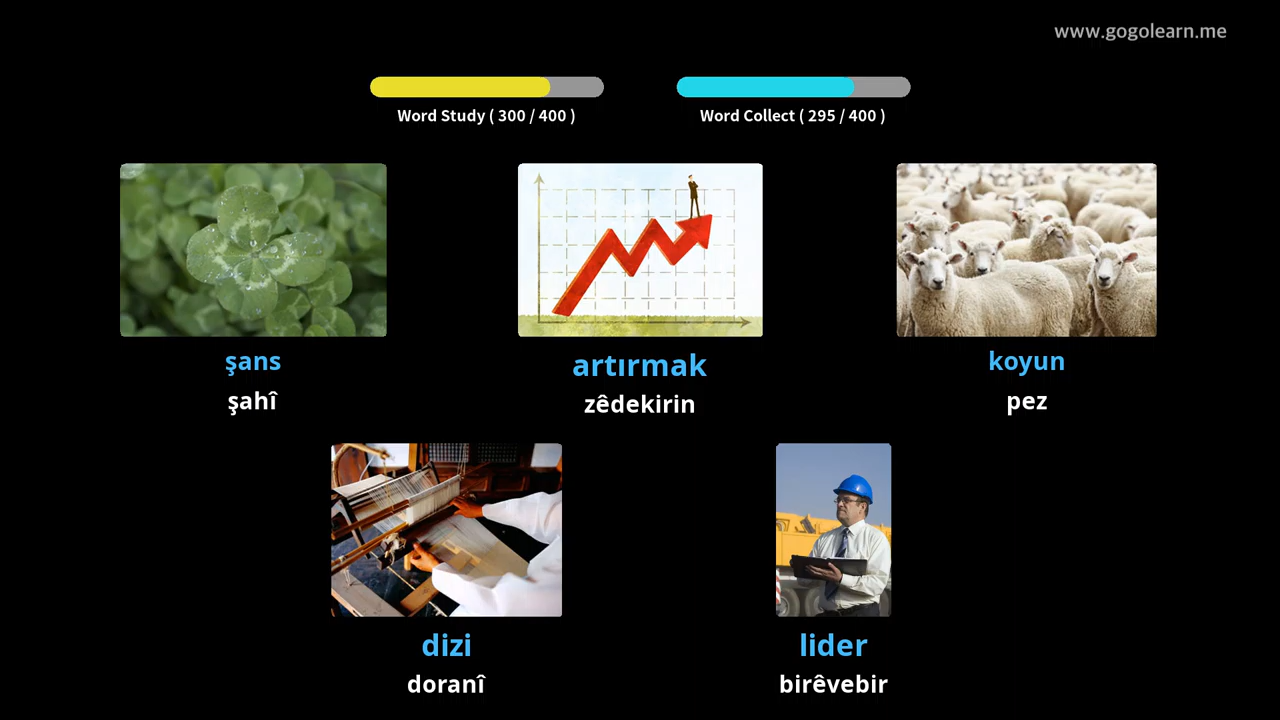 www.gogolearn.me
Word Study ( 300 / 400 )
Word Collect ( 295 / 400 )
şans
şahî
artırmak
zêdekirin
koyun
pez
dizi
doranî
lider
birêvebir